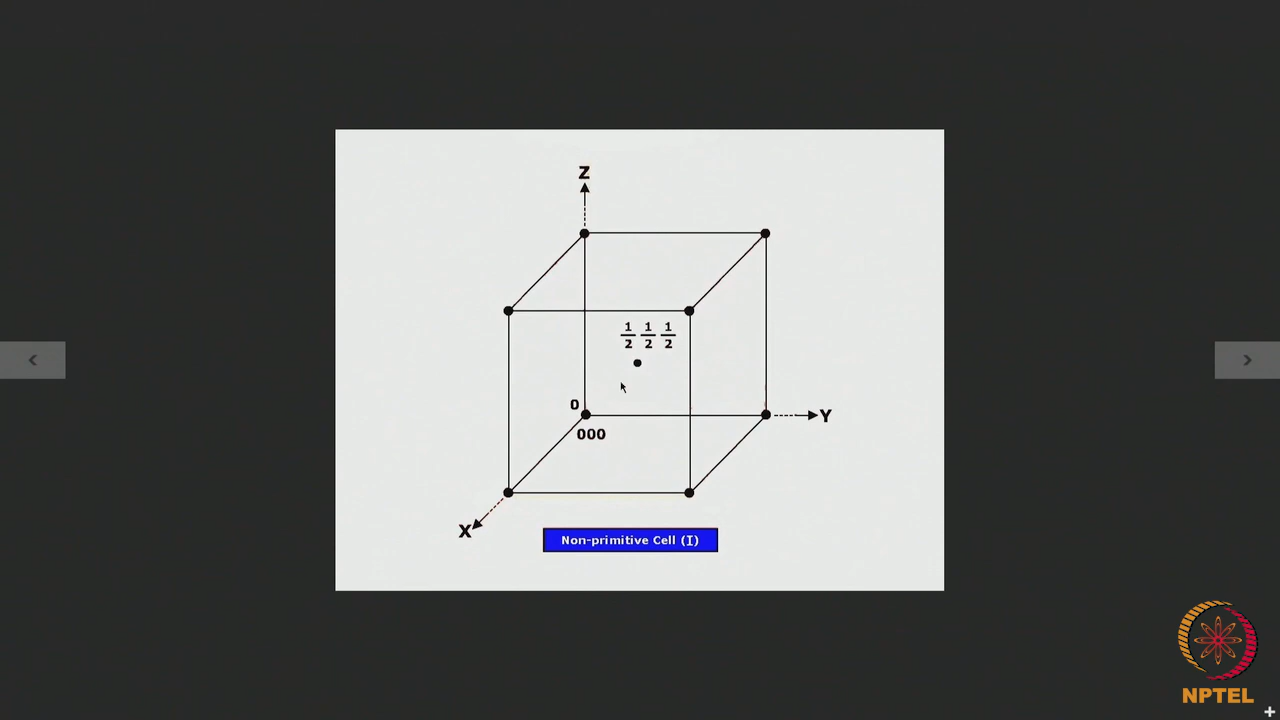 Z
1/2 1/2 1/2
0
000
Y
X
Non-primitive Cell (I)
NPTEL